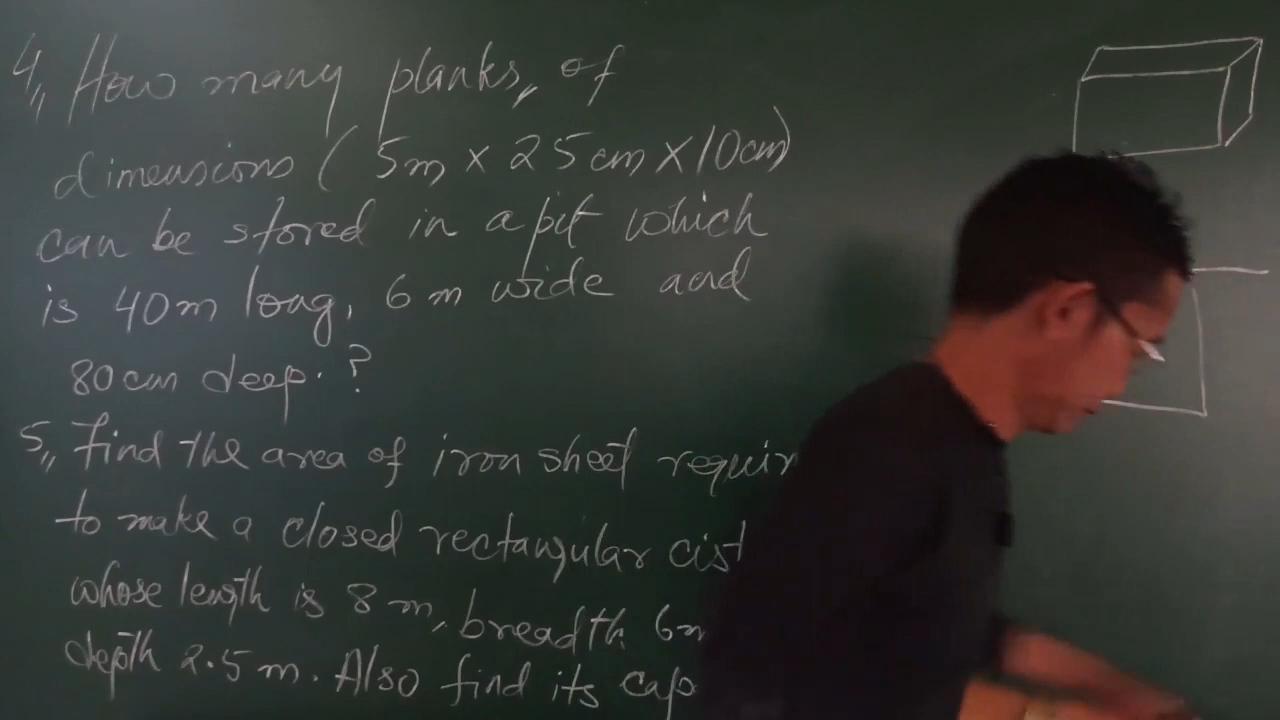 4,, How many planks, of
dimensions ( 5m x 25 cm x 10cm)
can be stored in a pit which
is 40m long, 6 m wide and
80cm deep. ?
5,, find the area of iron sheet requir
to make a closed rectangular cist
whose length is 8 m, breadth 6m
depth 2.5 m. Also find its cap